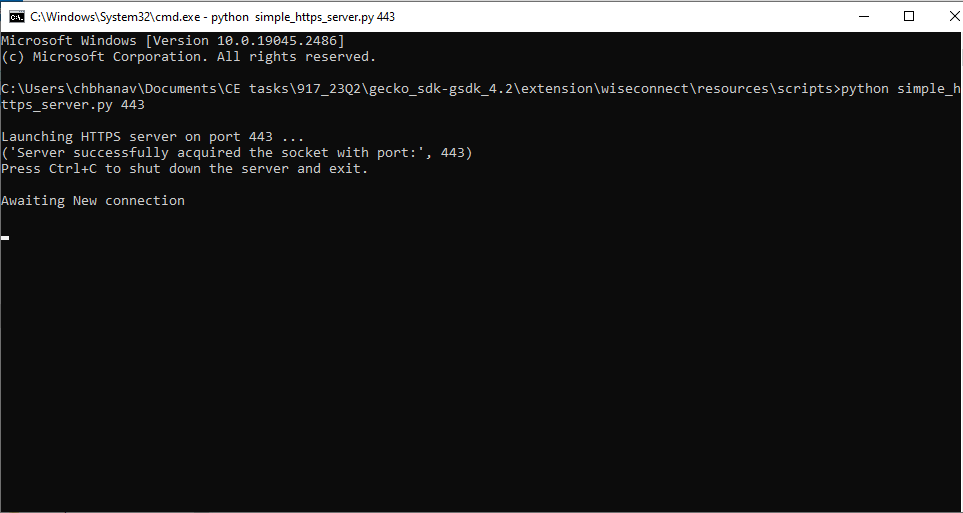 C:\Windows\System32\cmd.exe - python  simple_https_server.py 443
Microsoft Windows [Version 10.0.19045.2486]
(c) Microsoft Corporation. All rights reserved.
C:\Users\chbhanav\Documents\CE tasks\917_23Q2\gecko_sdk-gsdk_4.2\extension\wiseconnect\resources\scripts>python simple_h
ttps_server.py 443
Launching HTTPS server on port 443 ...
('Server successfully acquired the socket with port:', 443)
Press Ctrl+C to shut down the server and exit.
Awaiting New connection